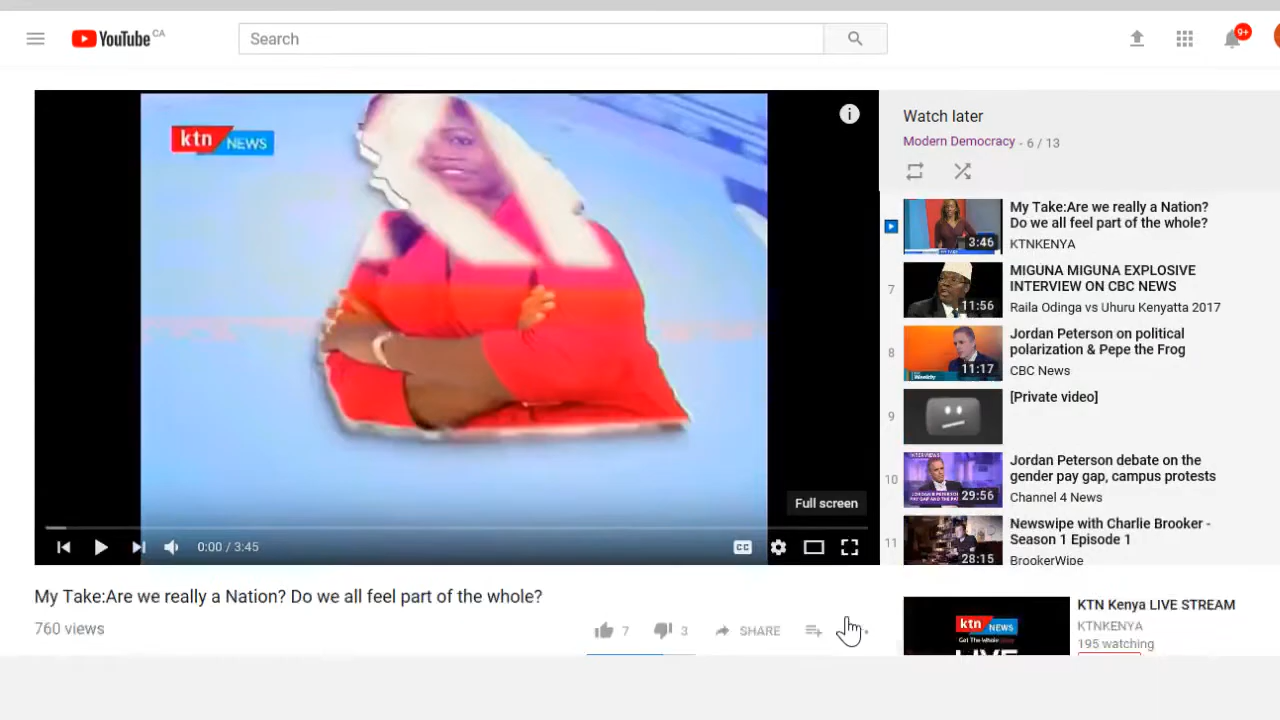 YouTube CA
Search
9+
ktn NEWS
i
Full screen
0:00 / 3:45
CC
My Take:Are we really a Nation? Do we all feel part of the whole?
760 views
7
3
SHARE
Watch later
Modern Democracy - 6 / 13
3:46
My Take:Are we really a Nation?
Do we all feel part of the whole?
KTNKENYA
7
11:56
MIGUNA MIGUNA EXPLOSIVE
INTERVIEW ON CBC NEWS
Raila Odinga vs Uhuru Kenyatta 2017
8
11:17
Jordan Peterson on political
polarization & Pepe the Frog
CBC News
9
[Private video]
10
29:56
Jordan Peterson debate on the
gender pay gap, campus protests
Channel 4 News
11
28:15
Newswipe with Charlie Brooker -
Season 1 Episode 1
BrookerWipe
ktn NEWS
Get The Whole
LIVE
KTN Kenya LIVE STREAM
KTNKENYA
195 watching